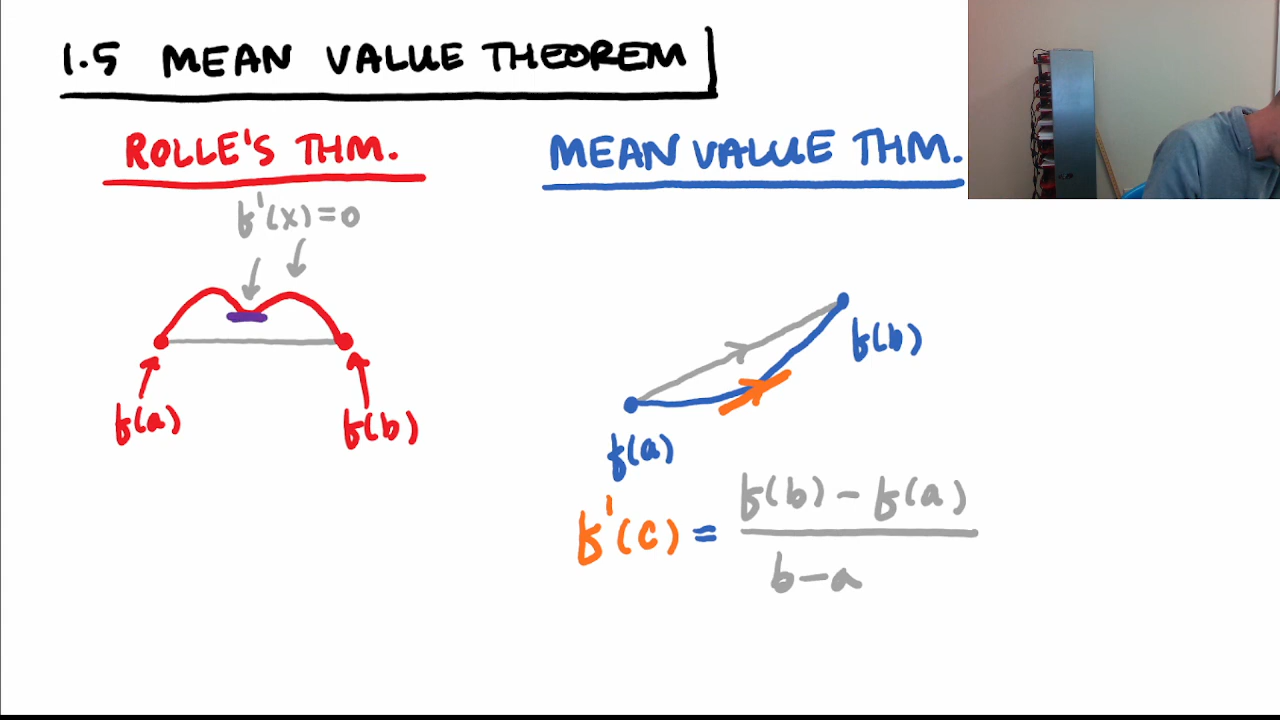 1.5 MEAN VALUE THEOREM
ROLLE'S THM.
f'(x)=0
f(a)
f(b)
MEAN VALUE THM.
f(b)
f(a)
f'(c) = f(b) - f(a)
b-a